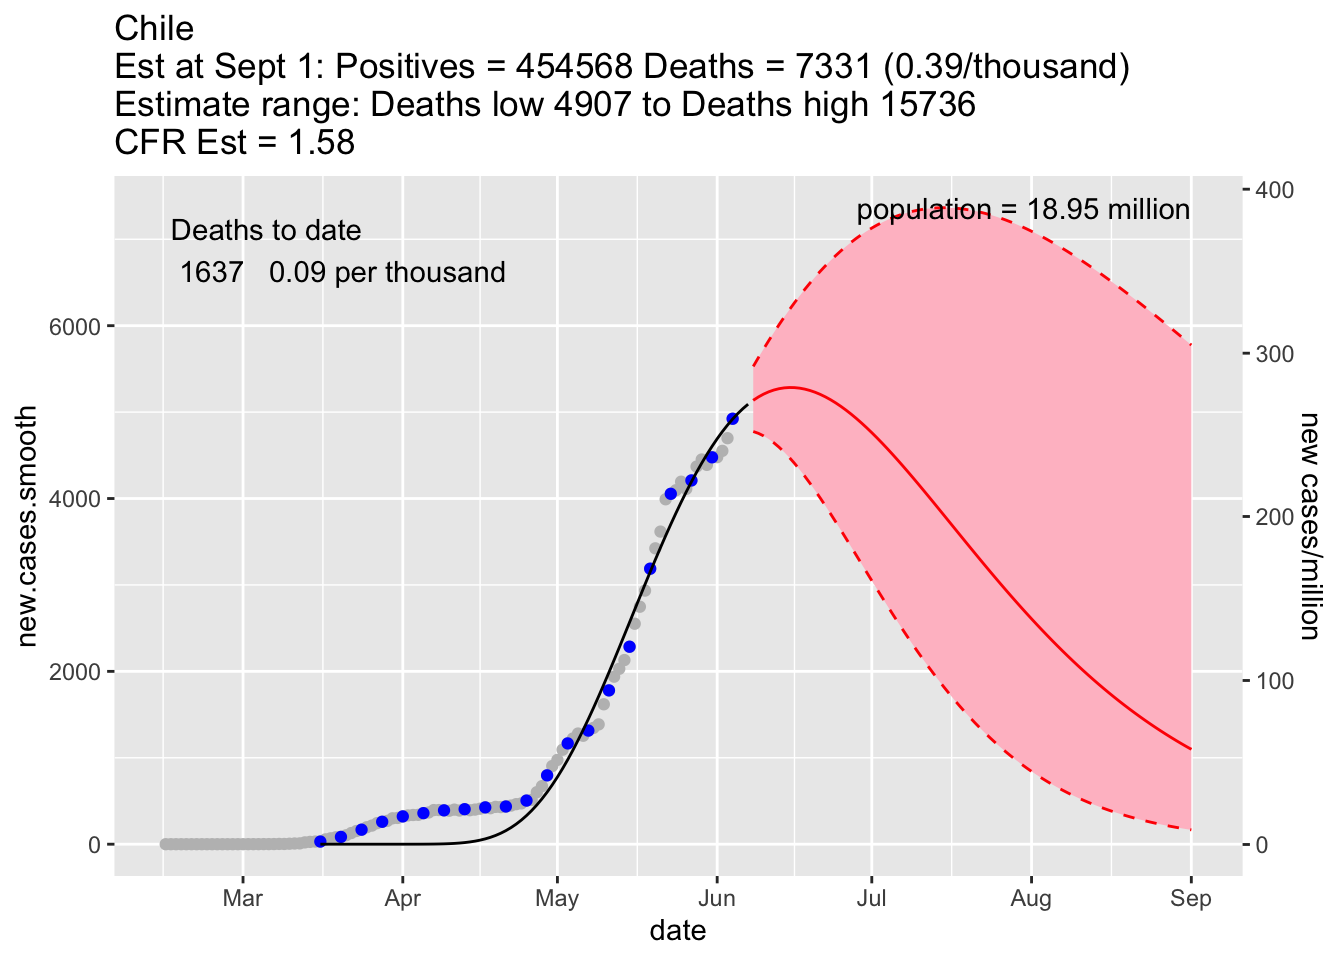 Chile
Est at Sept 1: Positives = 454568 Deaths = 7331 (0.39/thousand)
Estimate range: Deaths low 4907 to Deaths high 15736
CFR Est = 1.58
Deaths to date
1637 0.09 per thousand
population = 18.95 million
new.cases.smooth
6000
4000
2000
0
400
300
200
100
0
new cases/million
Mar Apr May Jun Jul Aug Sep
date